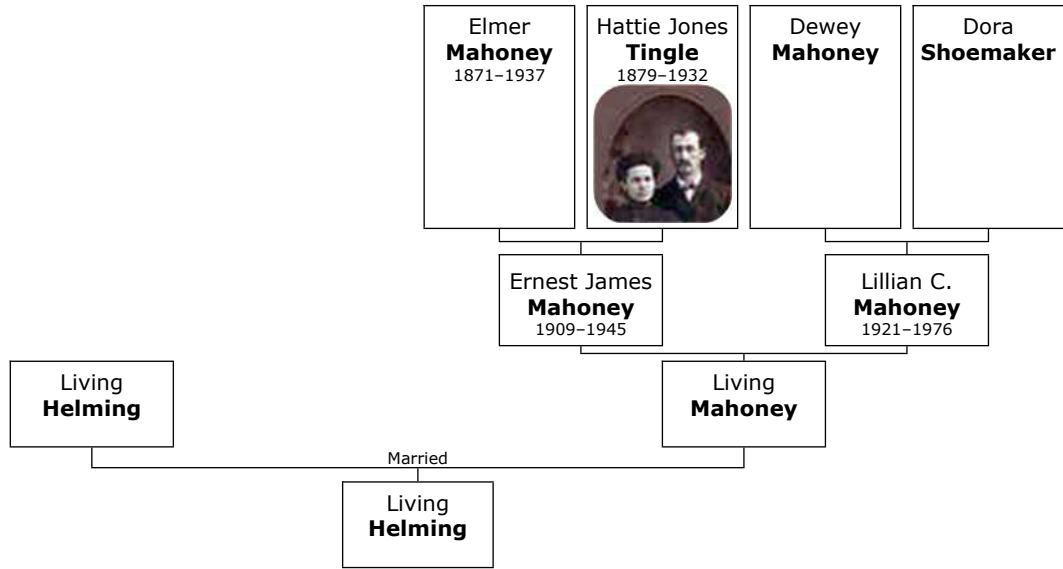 Elmer
Mahoney
1871–1937
Hattie Jones
Tingle
1879–1932
Dewey
Mahoney
Dora
Shoemaker
Ernest James
Mahoney
1909–1945
Lillian C.
Mahoney
1921–1976
Living
Helming
Living
Mahoney
Married
Living
Helming